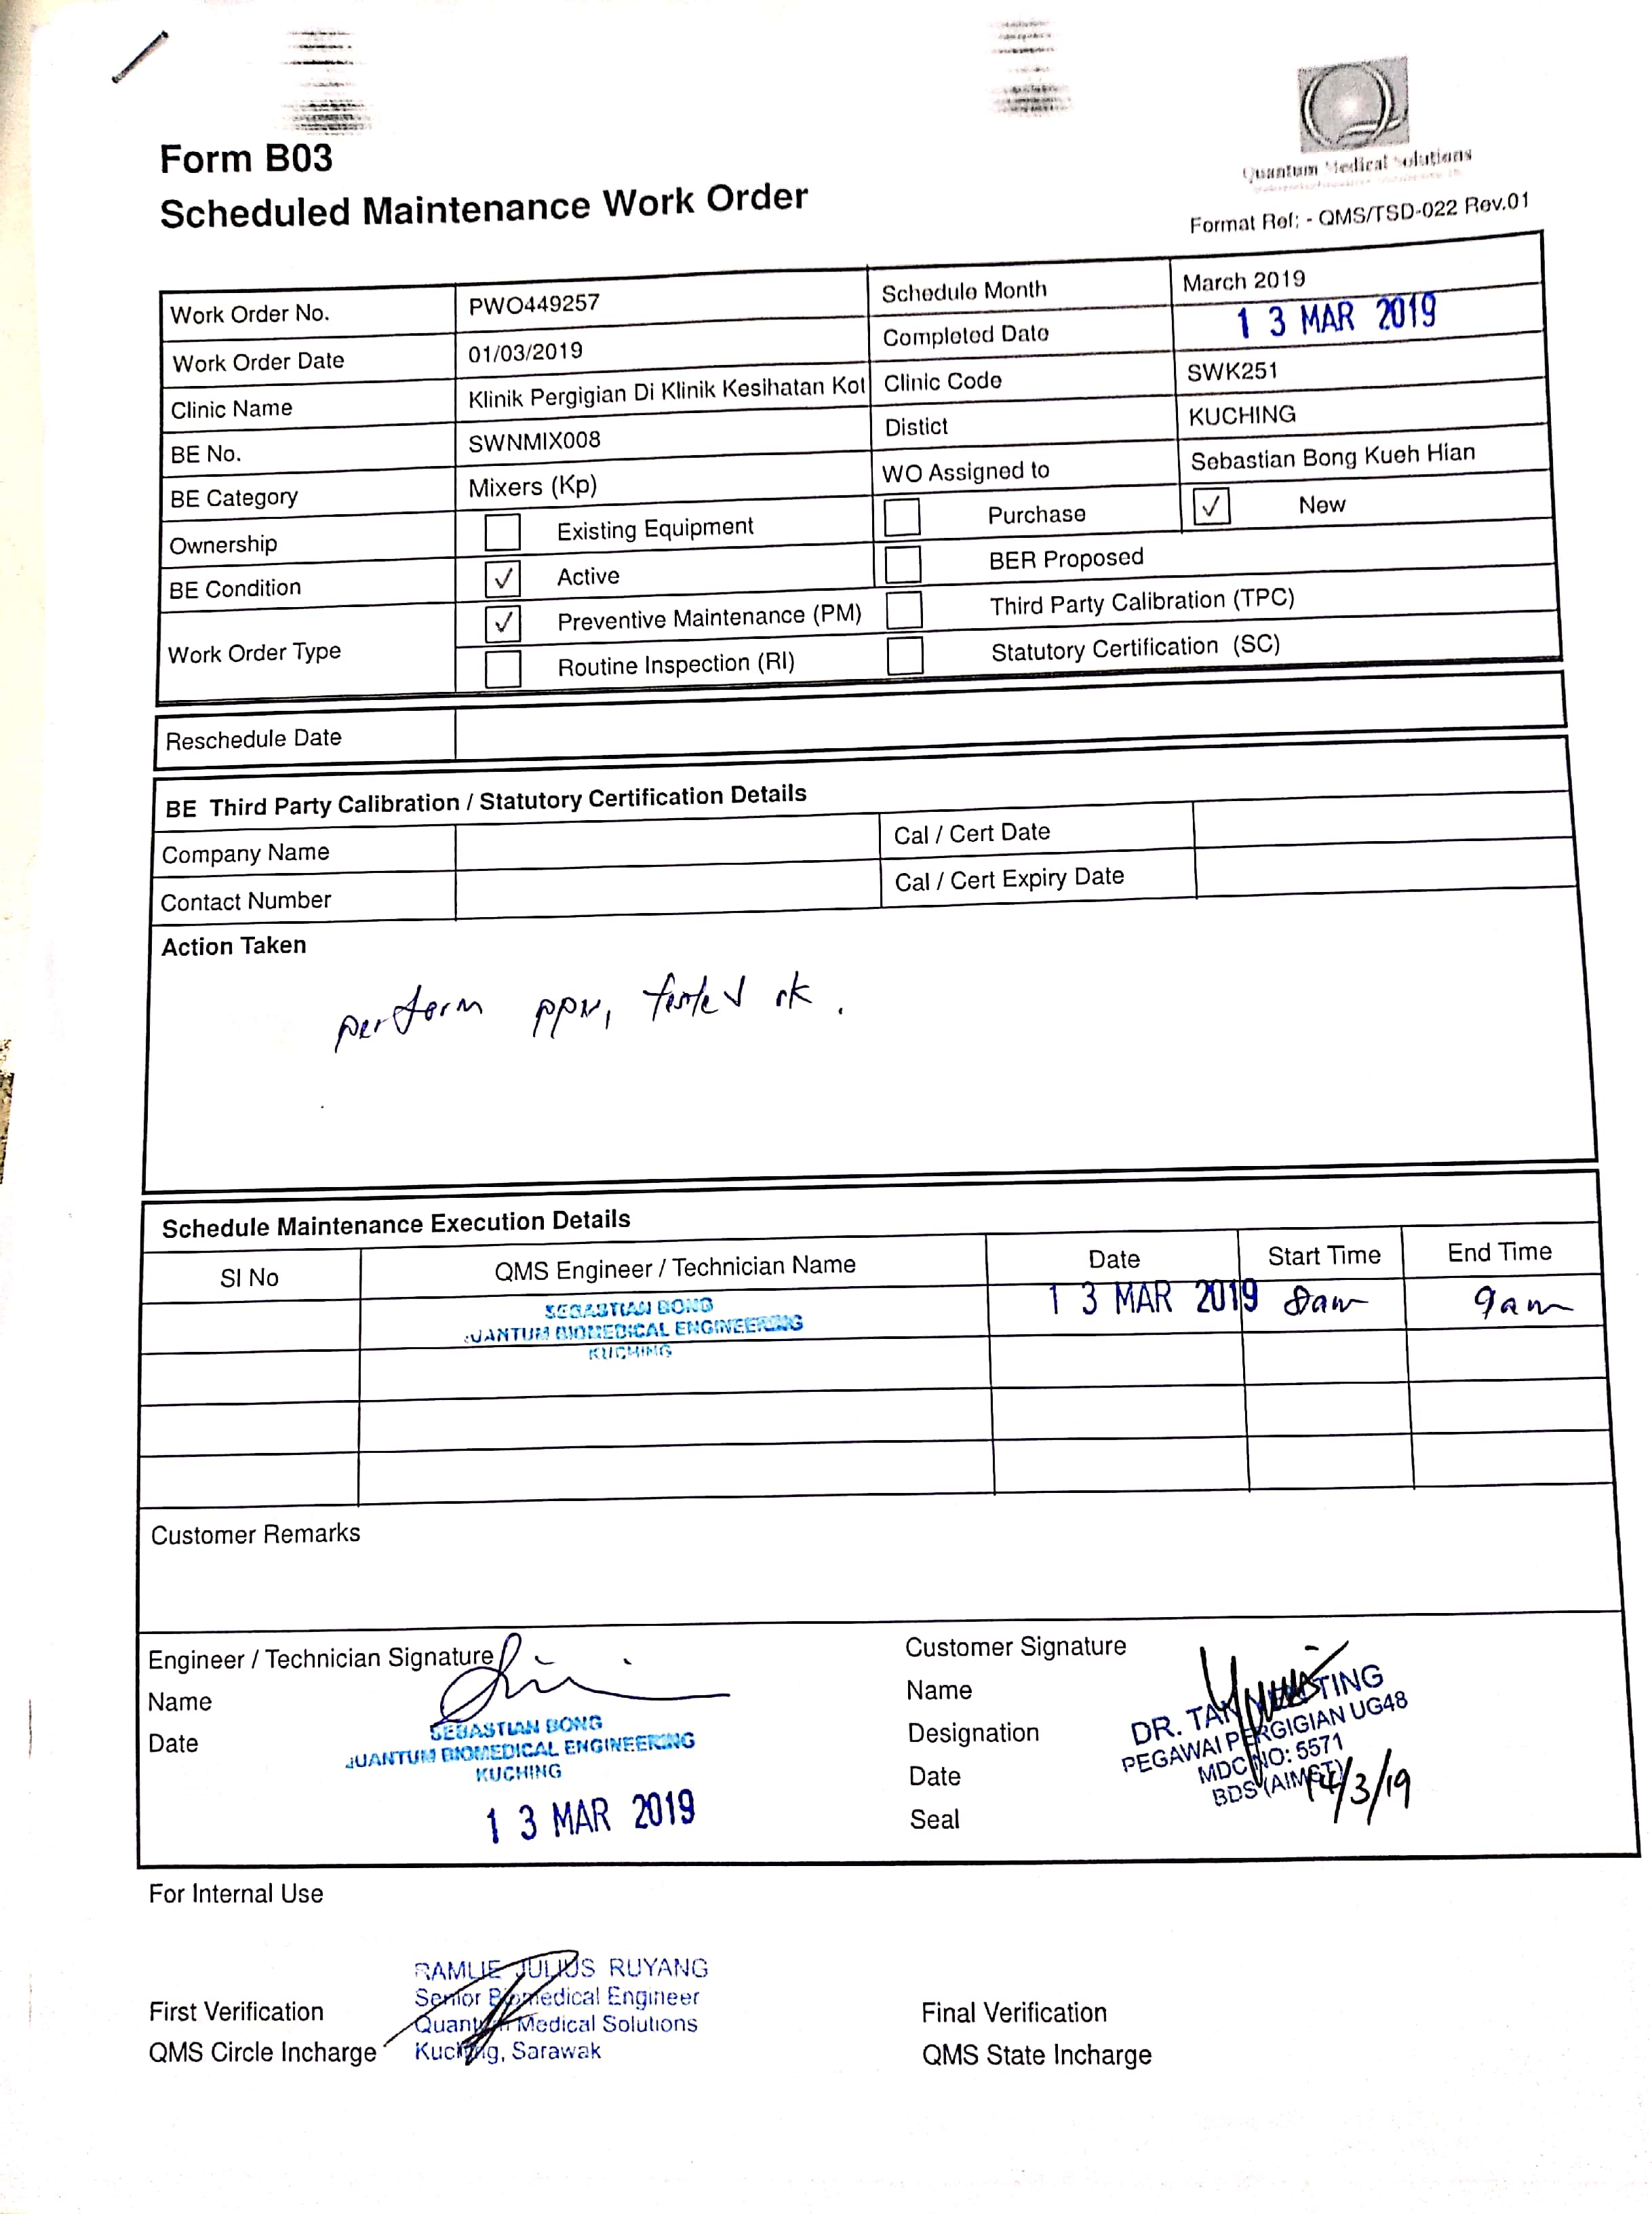 Quantum Medical Solutions
Form B03
Scheduled Maintenance Work Order
Format Ref: - QMS/TSD-022 Rev.01
Work Order No. PWO449257 Schedule Month March 2019
Work Order Date 01/03/2019 Completed Date 13 MAR 2019
Clinic Name Klinik Pergigian Di Klinik Kesihatan Kot Clinic Code SWK251
BE No. SWNMIX008 Distict KUCHING
BE Category Mixers (Kp) WO Assigned to Sebastian Bong Kueh Hian
Ownership Existing Equipment Purchase ✓ New
BE Condition ✓ Active BER Proposed
Work Order Type ✓ Preventive Maintenance (PM) Third Party Calibration (TPC)
Routine Inspection (RI) Statutory Certification (SC)
Reschedule Date
BE Third Party Calibration / Statutory Certification Details
Company Name Cal / Cert Date
Contact Number Cal / Cert Expiry Date
Action Taken
perform ppm, tested ok.
Schedule Maintenance Execution Details
SI No QMS Engineer / Technician Name Date Start Time End Time
SEBASTIAN BONG 13 MAR 2019 8am 9am
QUANTUM BIOMEDICAL ENGINEERING
KUCHING
Customer Remarks
Engineer / Technician Signature
Name
Date
SEBASTIAN BONG
QUANTUM BIOMEDICAL ENGINEERING
KUCHING
13 MAR 2019
Customer Signature
Name
Designation
Date
Seal
DR. TAN TING
PEGAWAI PERGIGIAN UG48
MDC NO: 5571
BDS (AIMST)
14/3/19
For Internal Use
RAMLIE JULIUS RUYANG
Senior Biomedical Engineer
Quantum Medical Solutions
Kuching, Sarawak
First Verification
QMS Circle Incharge
Final Verification
QMS State Incharge